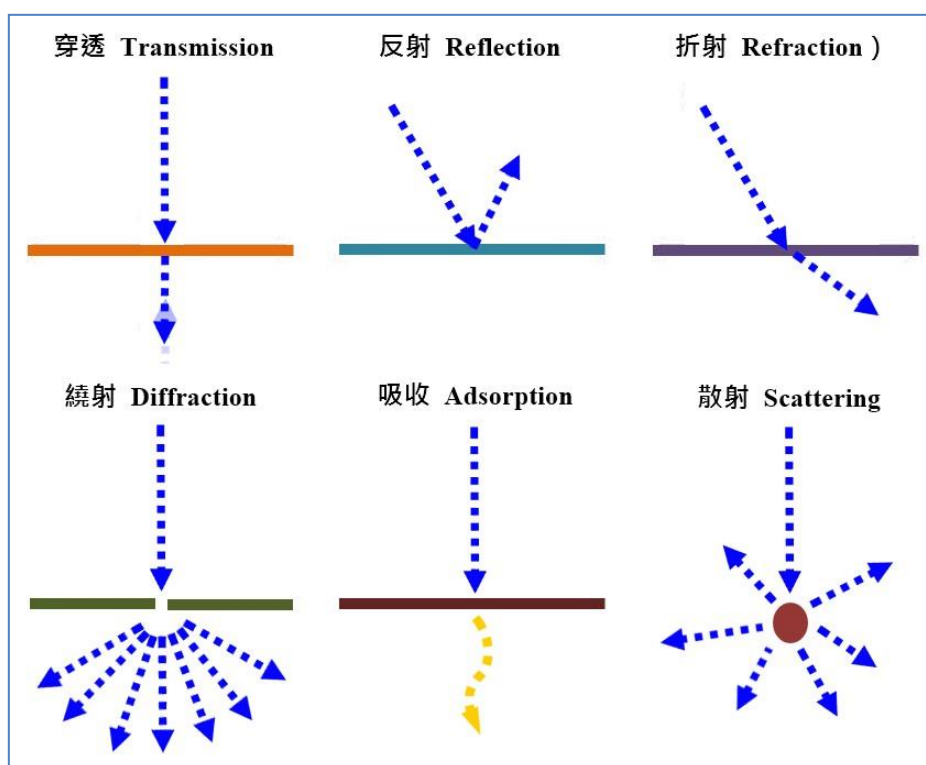 穿透 Transmission
反射 Reflection
折射 Refraction )
繞射 Diffraction
吸收 Adsorption
散射 Scattering